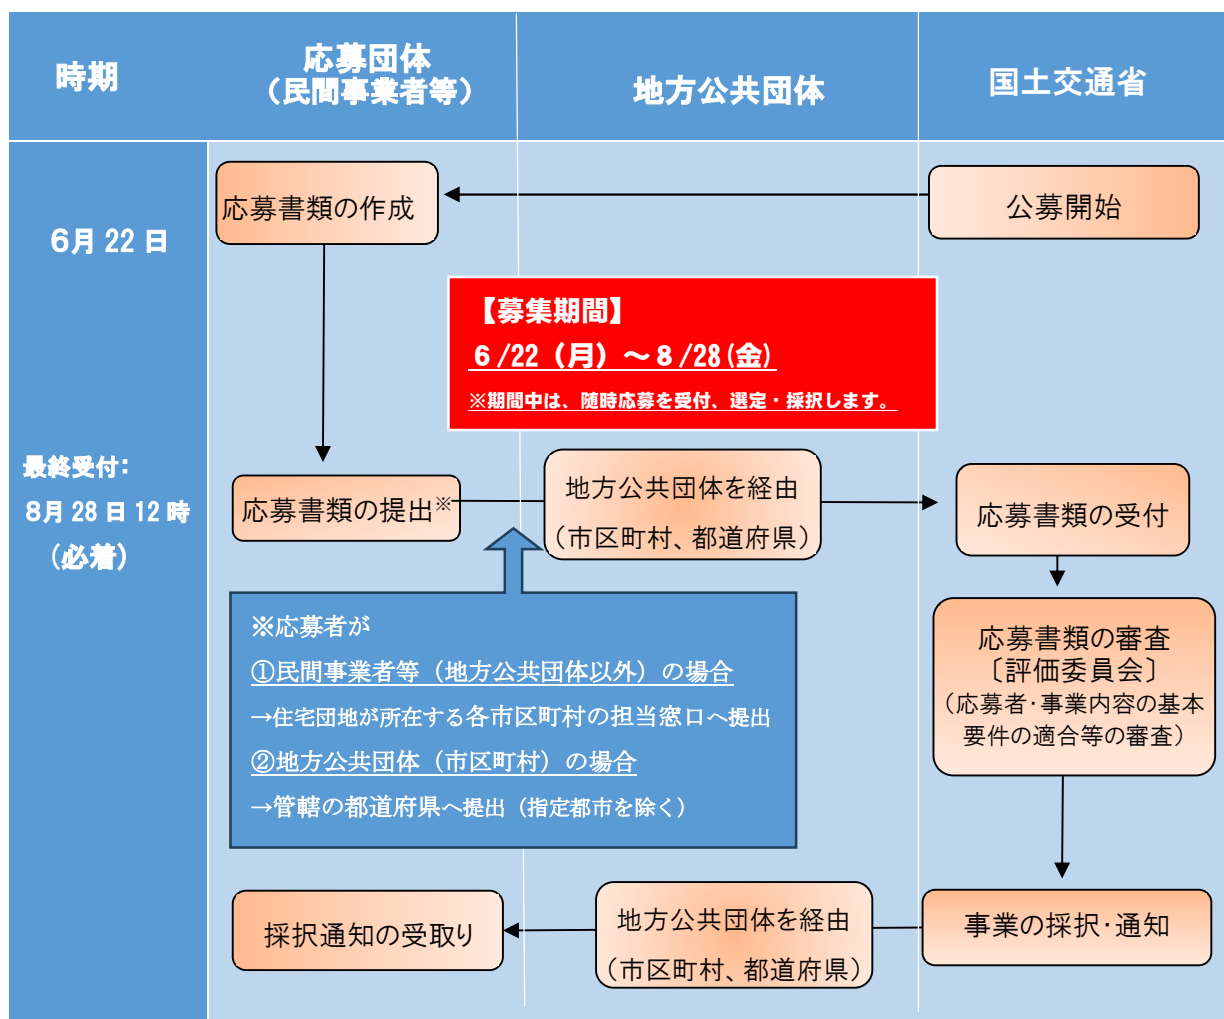 時期
応募団体
（民間事業者等）
地方公共団体
国土交通省
6月 22 日
応募書類の作成
公募開始
【募集期間】
６/22（月）～８/28(金)
※期間中は、随時応募を受付、選定・採択します。
最終受付：
8月 28 日 12 時
（必着）
応募書類の提出※
地方公共団体を経由
（市区町村、都道府県）
応募書類の受付
※応募者が
①民間事業者等（地方公共団体以外）の場合
→住宅団地が所在する各市区町村の担当窓口へ提出
②地方公共団体（市区町村）の場合
→管轄の都道府県へ提出（指定都市を除く）
応募書類の審査
〔評価委員会〕
（応募者・事業内容の基本
要件の適合等の審査）
採択通知の受取り
地方公共団体を経由
（市区町村、都道府県）
事業の採択・通知